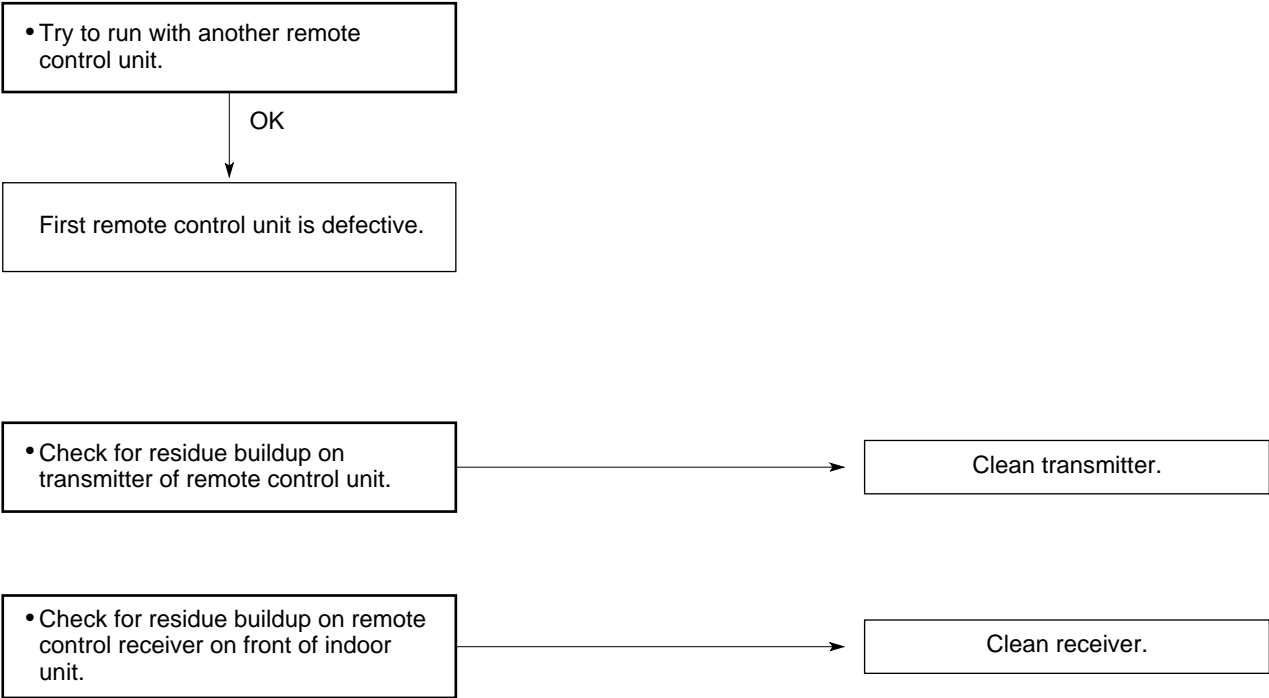 • Try to run with another remote
control unit.
OK
First remote control unit is defective.
• Check for residue buildup on
transmitter of remote control unit.
Clean transmitter.
• Check for residue buildup on remote
control receiver on front of indoor
unit.
Clean receiver.